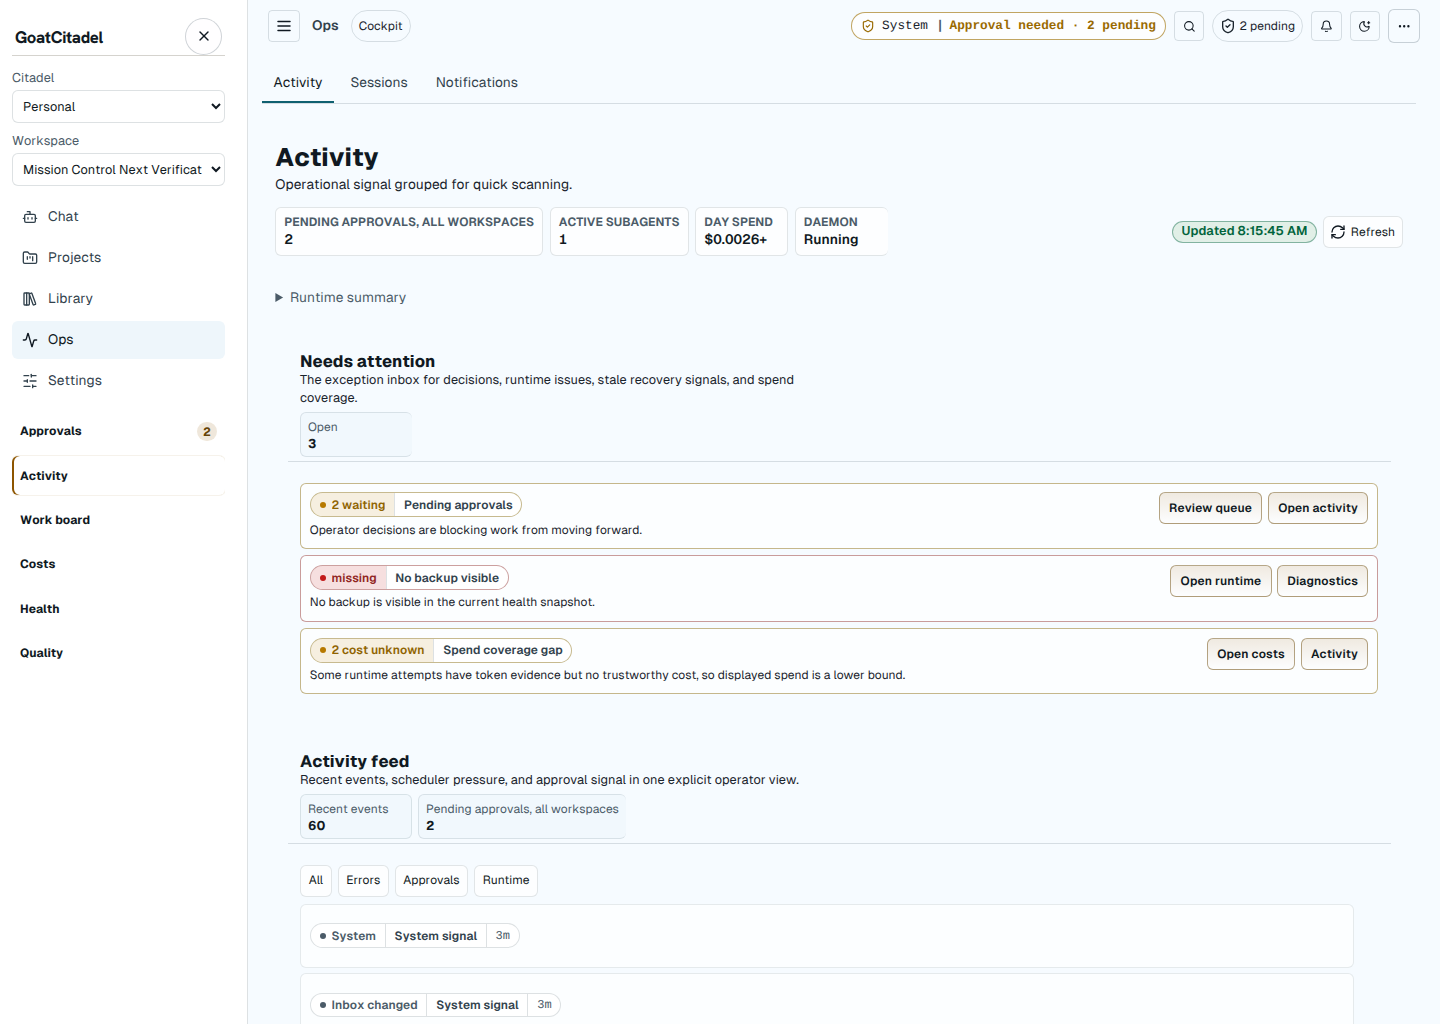 GoatCitadel
Citadel
Personal
Workspace
Mission Control Next Verificat
Chat
Projects
Library
Ops
Settings
Approvals 2
Activity
Work board
Costs
Health
Quality
Ops Cockpit
System | Approval needed · 2 pending
2 pending
Activity Sessions Notifications
Activity
Operational signal grouped for quick scanning.
PENDING APPROVALS, ALL WORKSPACES
2
ACTIVE SUBAGENTS
1
DAY SPEND
$0.0026+
DAEMON
Running
Updated 8:15:45 AM
Refresh
Runtime summary
Needs attention
The exception inbox for decisions, runtime issues, stale recovery signals, and spend
coverage.
Open
3
2 waiting Pending approvals
Operator decisions are blocking work from moving forward.
Review queue Open activity
missing No backup visible
No backup is visible in the current health snapshot.
Open runtime Diagnostics
2 cost unknown Spend coverage gap
Some runtime attempts have token evidence but no trustworthy cost, so displayed spend is a lower bound.
Open costs Activity
Activity feed
Recent events, scheduler pressure, and approval signal in one explicit operator view.
Recent events
60
Pending approvals, all workspaces
2
All Errors Approvals Runtime
System System signal 3m
Inbox changed System signal 3m